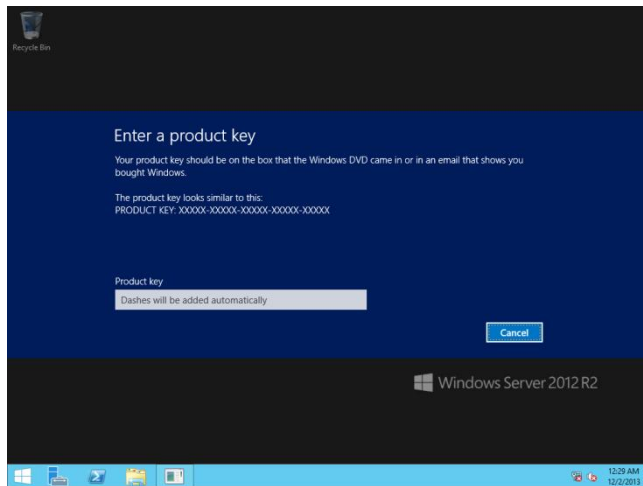 Recycle Bin
Enter a product key
Your product key should be on the box that the Windows DVD came in or in an email that shows you
bought Windows.
The product key looks similar to this:
PRODUCT KEY: XXXXX-XXXXX-XXXXX-XXXXX-XXXXX
Product key
Dashes will be added automatically
Cancel
Windows Server 2012 R2
12:29 AM
12/2/2013